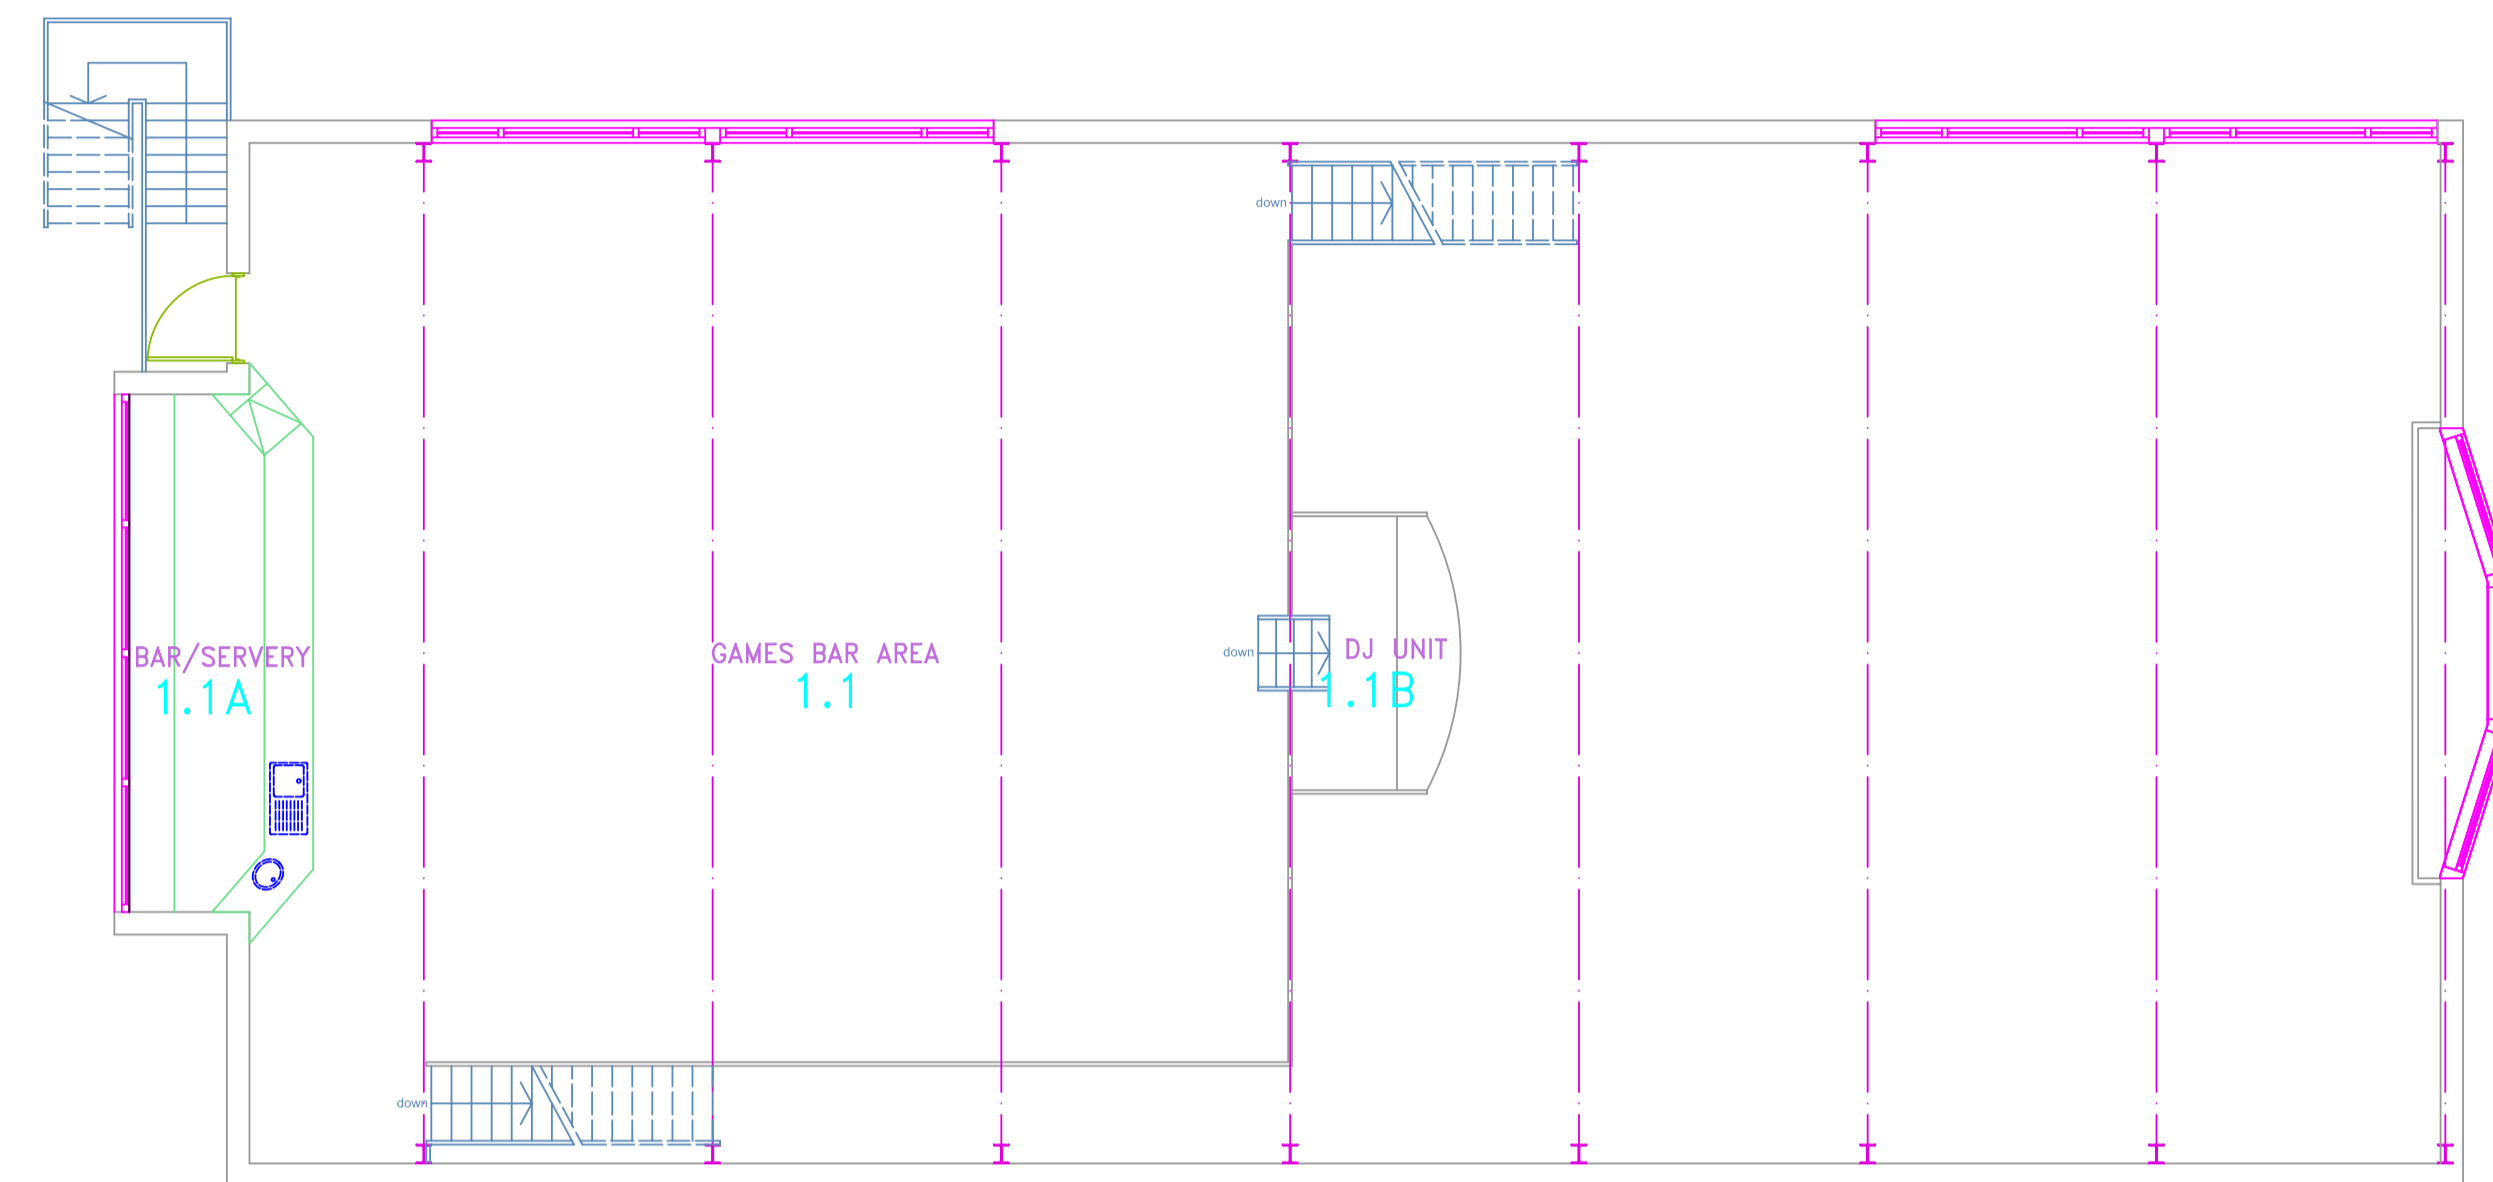 down
BAR/SERVERY
1.1A
GAMES BAR AREA
1.1
down
DJ UNIT
1.1B
down